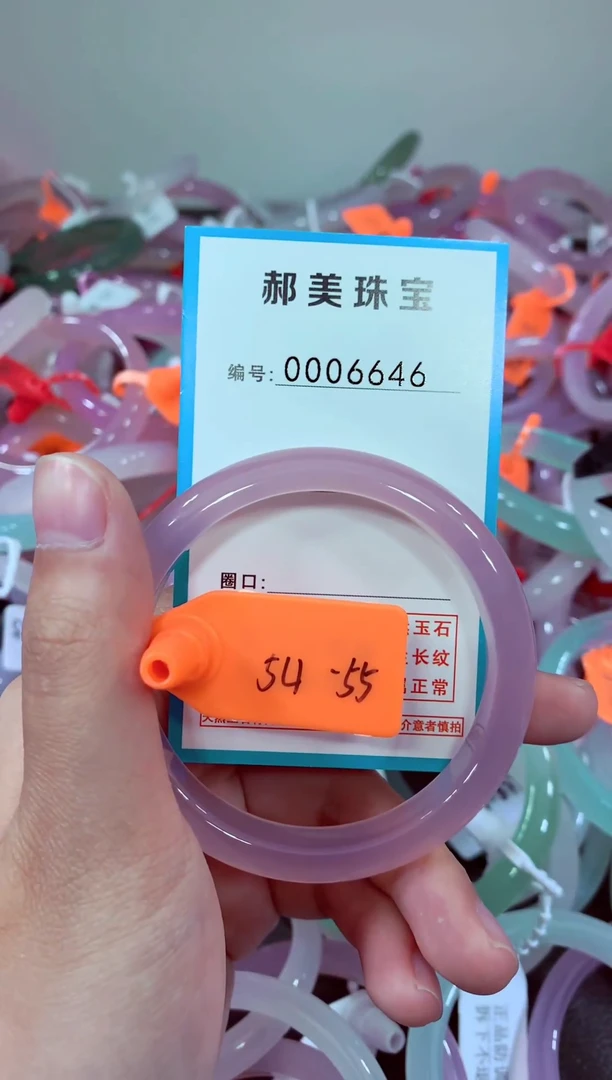 郝美珠宝
编号: 0006646
圈口:
玉石
长纹
正常
54-55
介意者慎拍